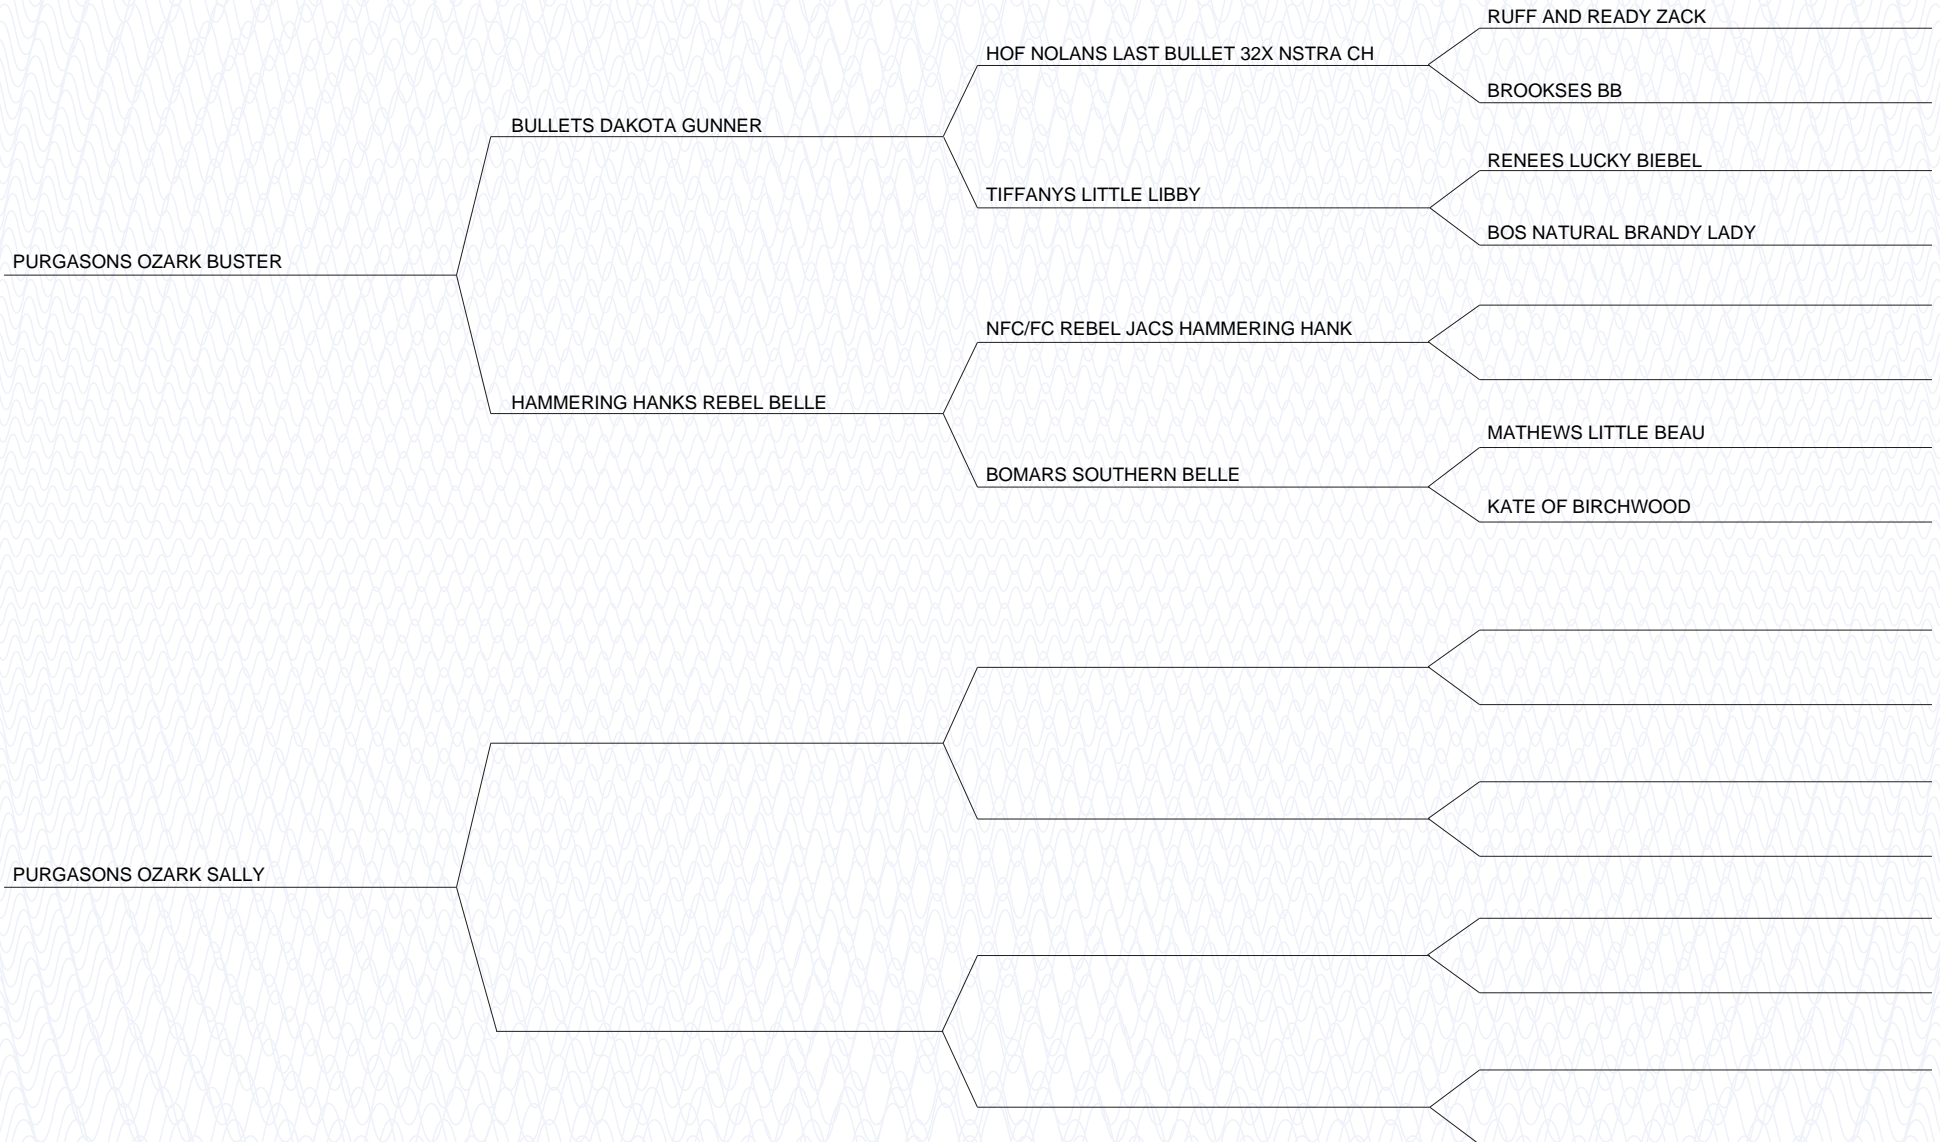 RUFF AND READY ZACK
HOF NOLANS LAST BULLET 32X NSTRA CH
BROOKSES BB
BULLETS DAKOTA GUNNER
RENEES LUCKY BIEBEL
TIFFANYS LITTLE LIBBY
BOS NATURAL BRANDY LADY
PURGASONS OZARK BUSTER
NFC/FC REBEL JACS HAMMERING HANK
HAMMERING HANKS REBEL BELLE
MATHEWS LITTLE BEAU
BOMARS SOUTHERN BELLE
KATE OF BIRCHWOOD
PURGASONS OZARK SALLY